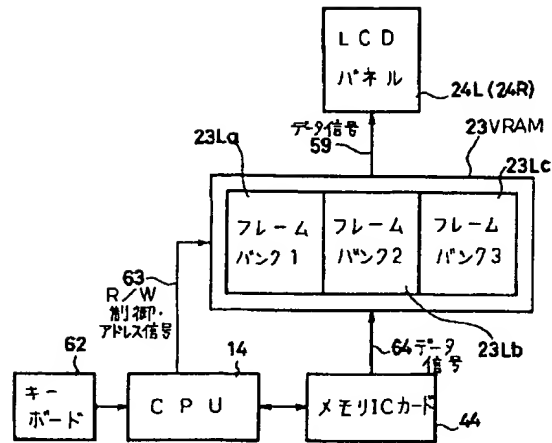 LCD
パネル
24L(24R)
データ信号
59
23VRAM
23La
23Lc
フレーム
バンク1
フレーム
バンク2
フレーム
バンク3
63
R/W
制御・
アドレス信号
23Lb
64データ
信号
62
14
キー
ボード
CPU
メモリICカード
44